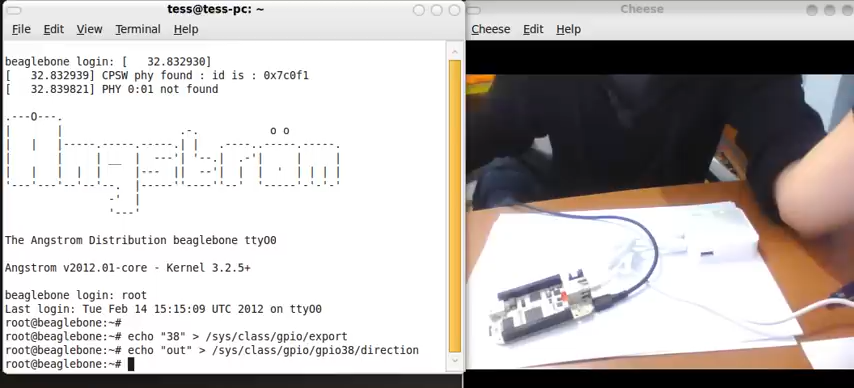 tess@tess-pc: ~
File Edit View Terminal Help
beaglebone login: [   32.832930]
[   32.832939] CPSW phy found : id is : 0x7c0f1
[   32.839821] PHY 0:01 not found
The Angstrom Distribution beaglebone ttyO0
Angstrom v2012.01-core - Kernel 3.2.5+
beaglebone login: root
Last login: Tue Feb 14 15:15:09 UTC 2012 on ttyO0
root@beaglebone:~#
root@beaglebone:~# echo "38" > /sys/class/gpio/export
root@beaglebone:~# echo "out" > /sys/class/gpio/gpio38/direction
root@beaglebone:~#
Cheese
Cheese Edit Help